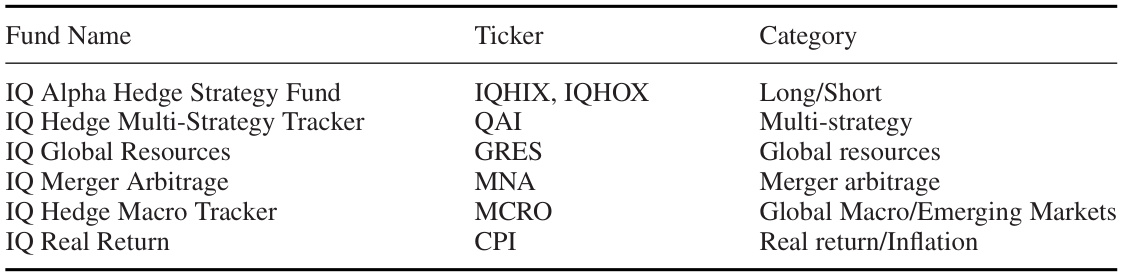 Fund Name Ticker Category
IQ Alpha Hedge Strategy Fund IQHIX, IQHOX Long/Short
IQ Hedge Multi-Strategy Tracker QAI Multi-strategy
IQ Global Resources GRES Global resources
IQ Merger Arbitrage MNA Merger arbitrage
IQ Hedge Macro Tracker MCRO Global Macro/Emerging Markets
IQ Real Return CPI Real return/Inflation